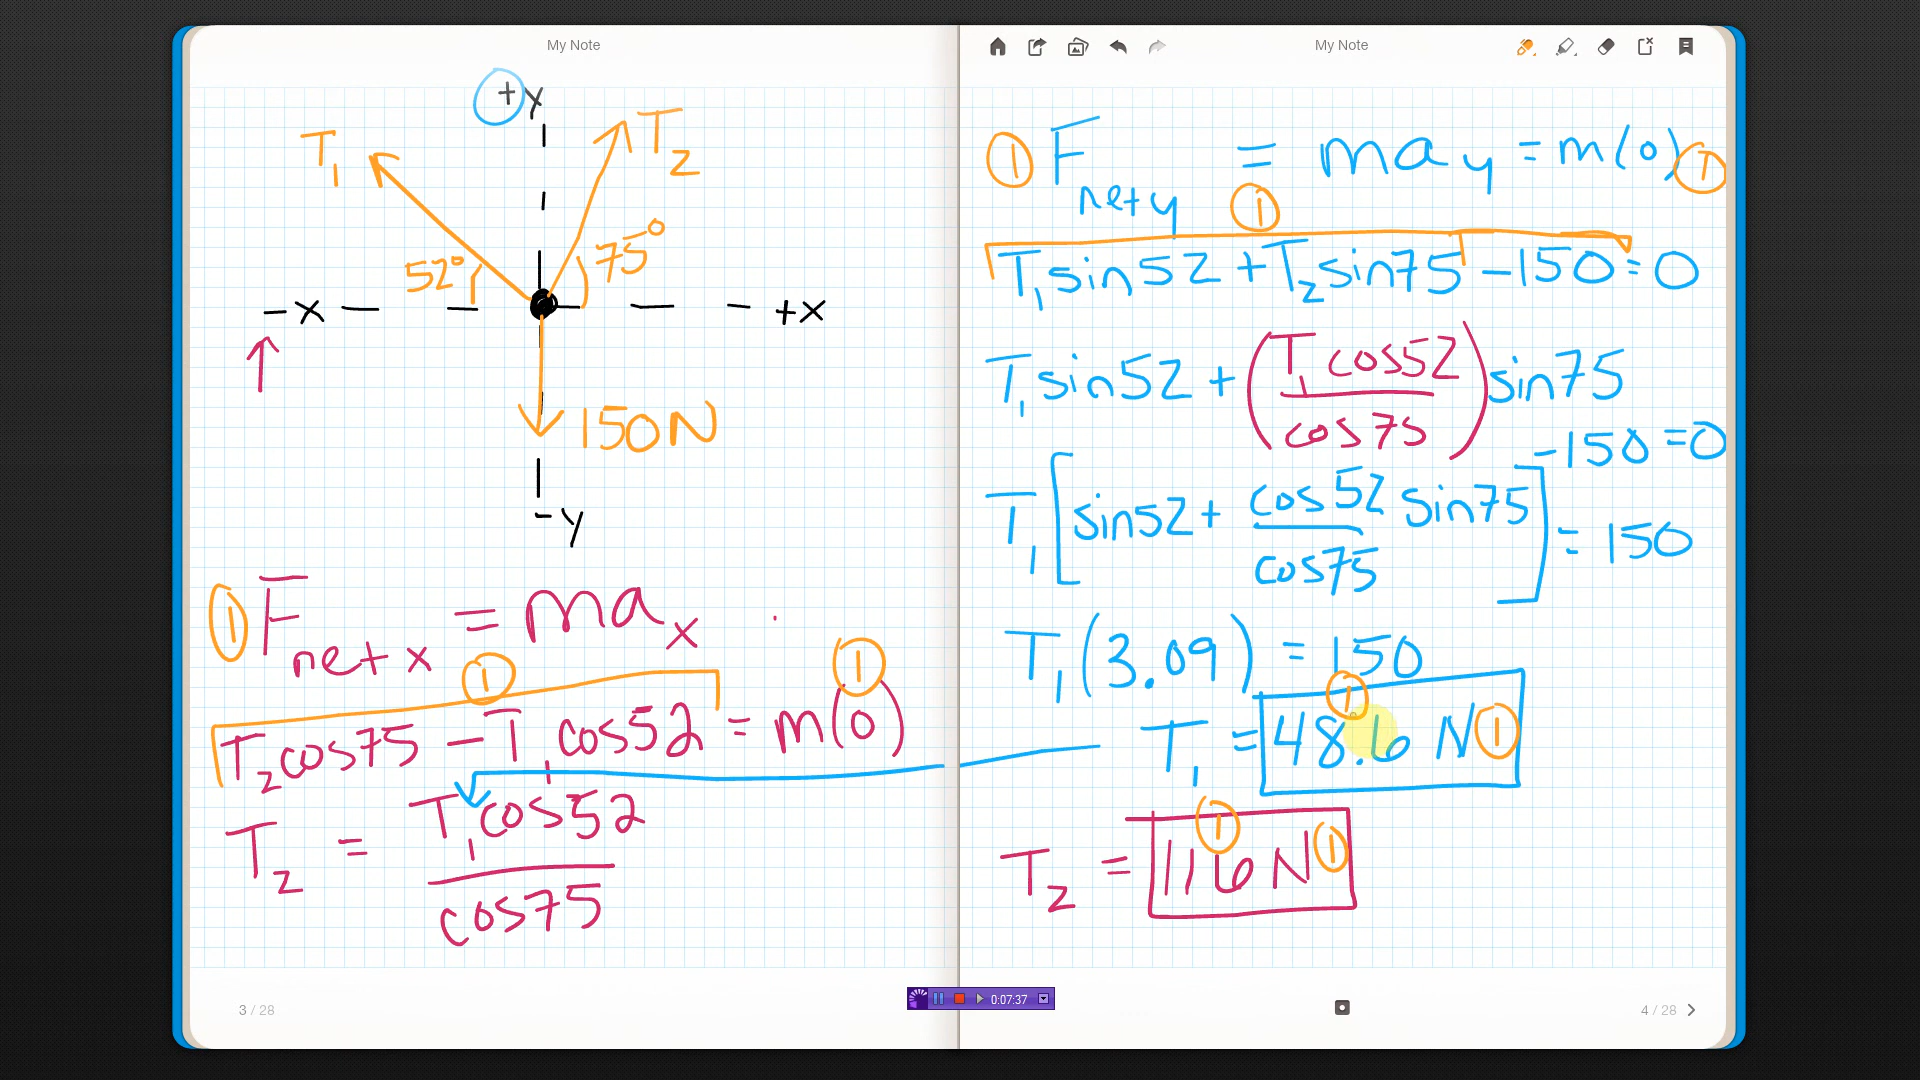 My Note
+y
T₁
T₂
52°
75°
-x
+x
150N
-y
① F net x = maₓ
① ①
T₂cos75 - T₁cos52 = m(0)
T₂ = T₁cos52
cos75
3 / 28
My Note
① F net y = may = m(0) ①
①
T₁sin52 + T₂sin75 - 150 = 0
T₁sin52 + (T₁cos52 / cos75) sin75
-150 = 0
T₁ [sin52 + cos52 / cos75 sin75] = 150
T₁(3.09) = 150
①
T₁ = 48.6 N ①
①
T₂ = 116 N ①
0:07:37
4 / 28